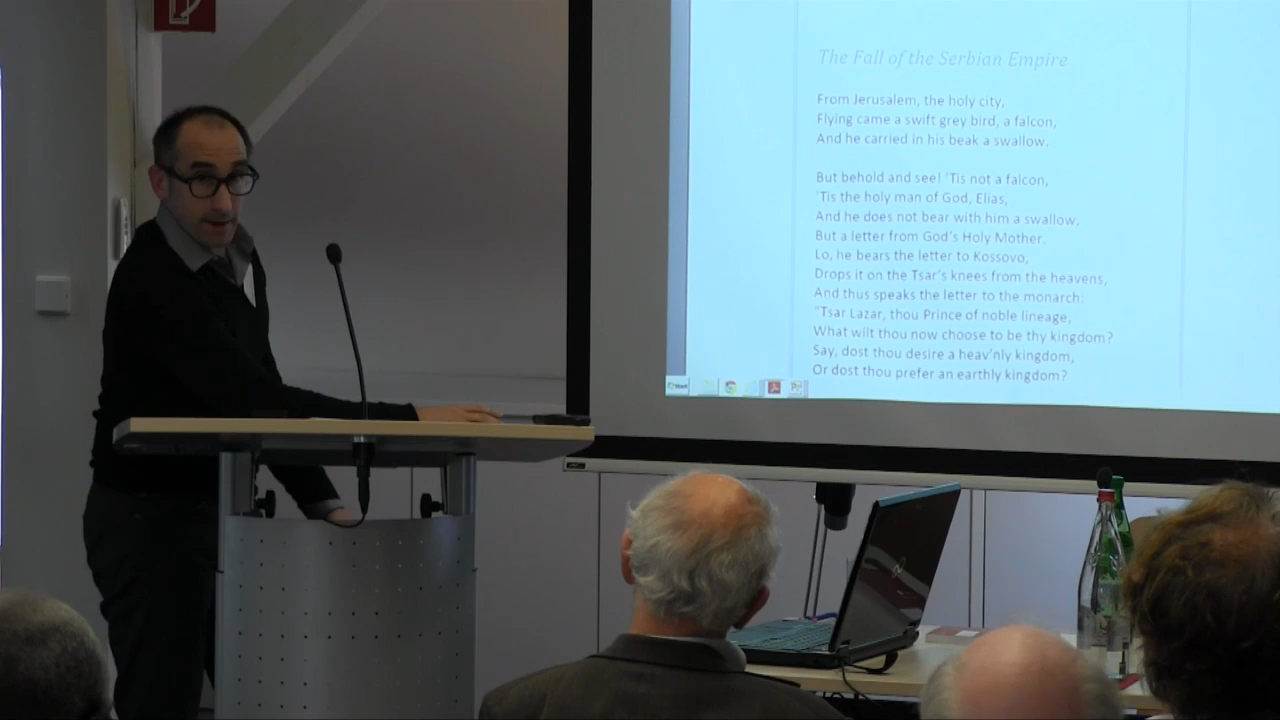 The Fall of the Serbian Empire
From Jerusalem, the holy city,
Flying came a swift grey bird, a falcon,
And he carried in his beak a swallow.
But behold and see! 'Tis not a falcon,
'Tis the holy man of God, Elias,
And he does not bear with him a swallow,
But a letter from God's Holy Mother.
Lo, he bears the letter to Kossovo,
Drops it on the Tsar's knees from the heavens,
And thus speaks the letter to the monarch:
"Tsar Lazar, thou Prince of noble lineage,
What wilt thou now choose to be thy kingdom?
Say, dost thou desire a heav'nly kingdom,
Or dost thou prefer an earthly kingdom?
Start